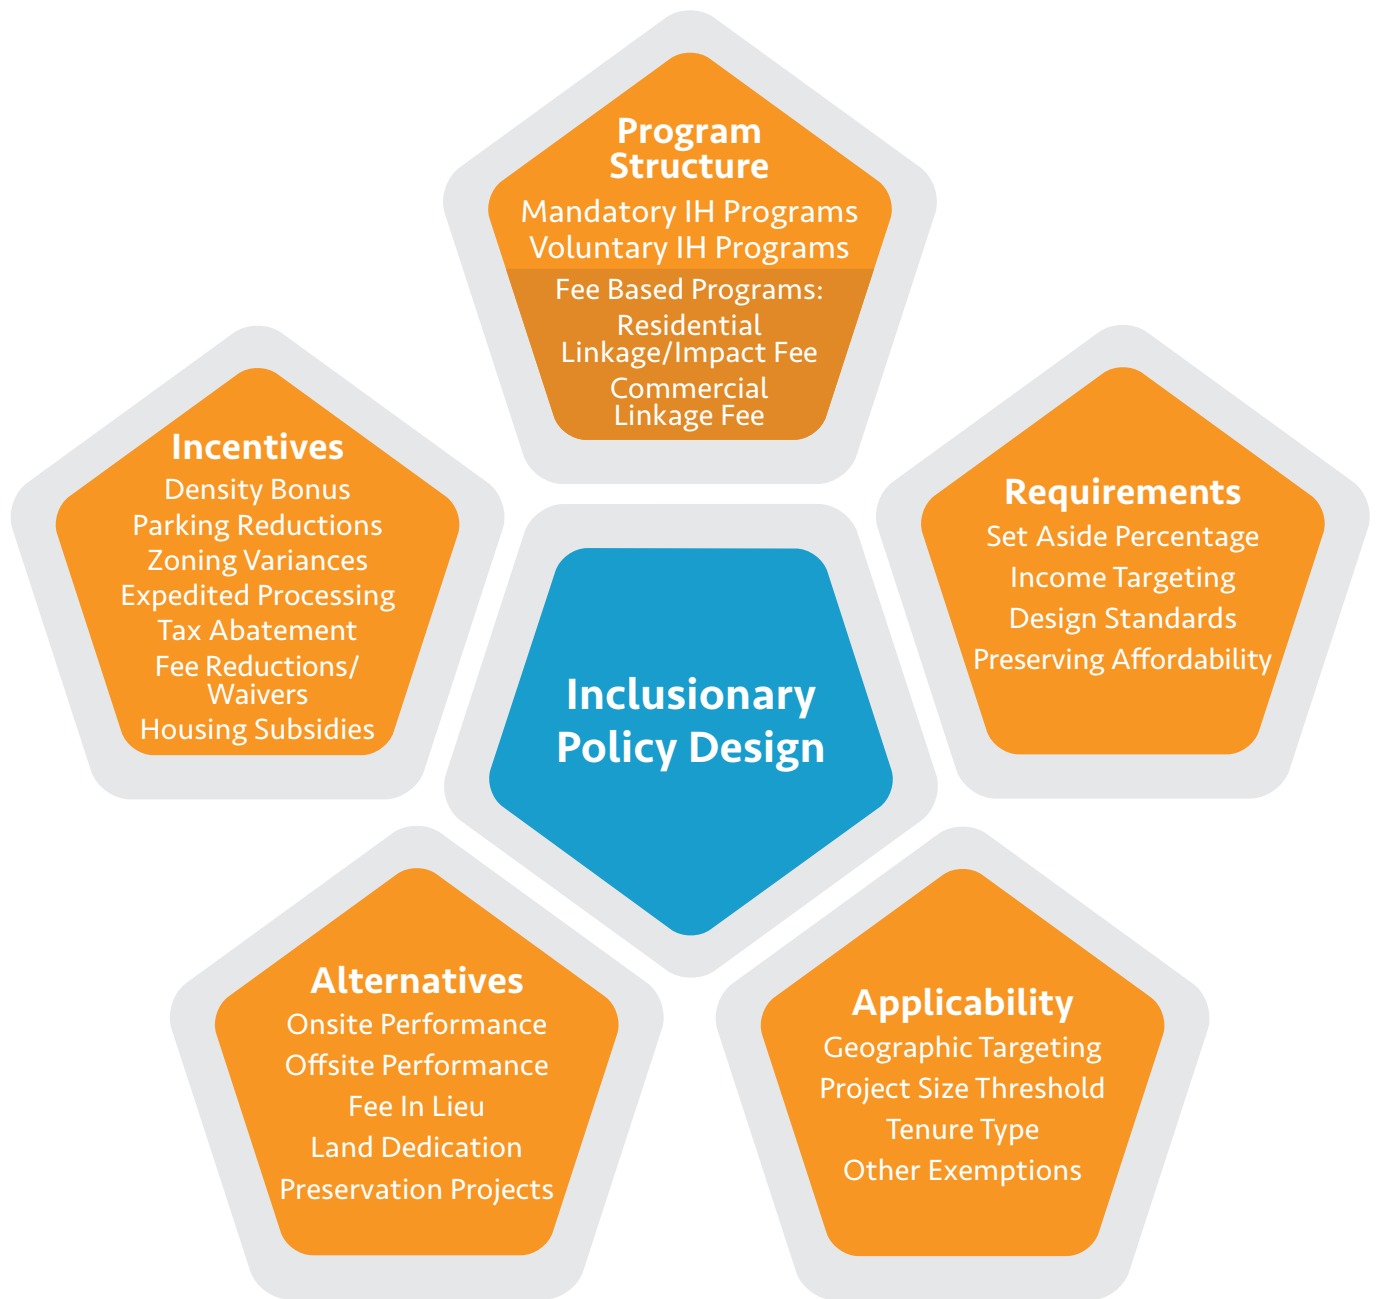 Program
Structure
Mandatory IH Programs
Voluntary IH Programs
Fee Based Programs:
Residential
Linkage/Impact Fee
Commercial
Linkage Fee
Incentives
Density Bonus
Parking Reductions
Zoning Variances
Expedited Processing
Tax Abatement
Fee Reductions/
Waivers
Housing Subsidies
Requirements
Set Aside Percentage
Income Targeting
Design Standards
Preserving Affordability
Inclusionary
Policy Design
Alternatives
Onsite Performance
Offsite Performance
Fee In Lieu
Land Dedication
Preservation Projects
Applicability
Geographic Targeting
Project Size Threshold
Tenure Type
Other Exemptions